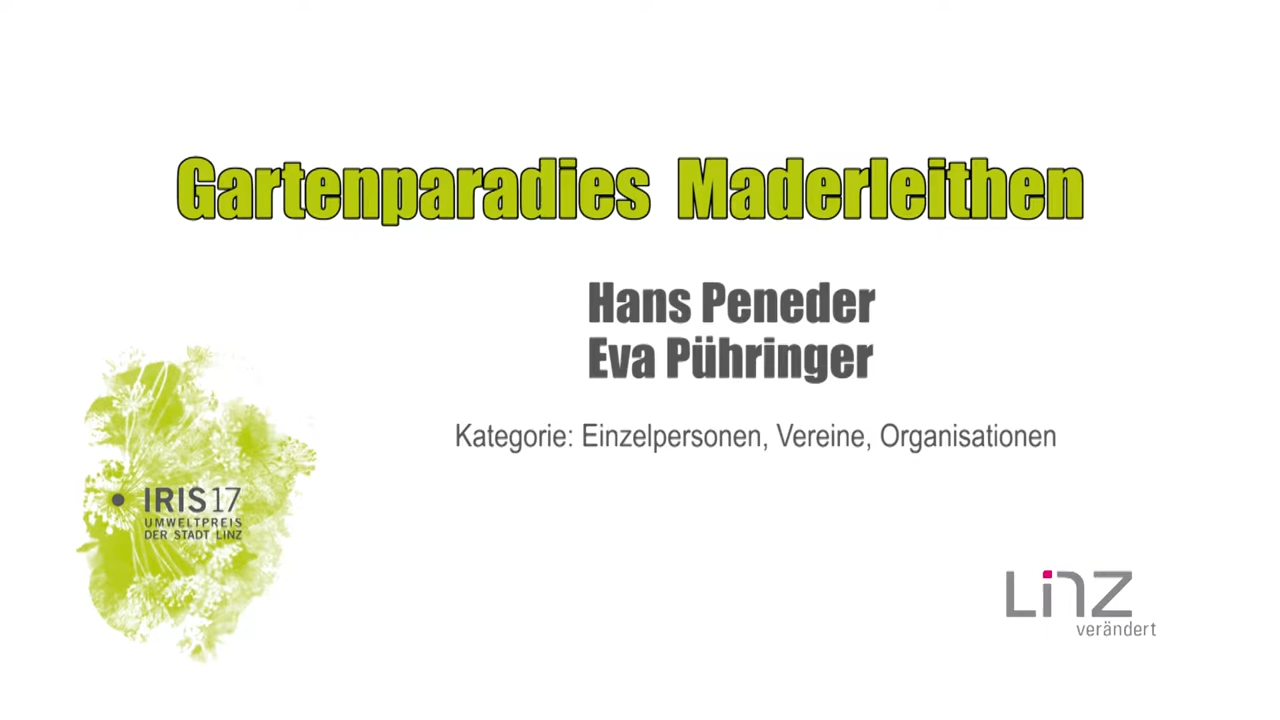 Gartenparadies Maderleithen
Hans Peneder
Eva Pühringer
Kategorie: Einzelpersonen, Vereine, Organisationen
IRIS17
UMWELTPREIS
DER STADT LINZ
Linz
verändert